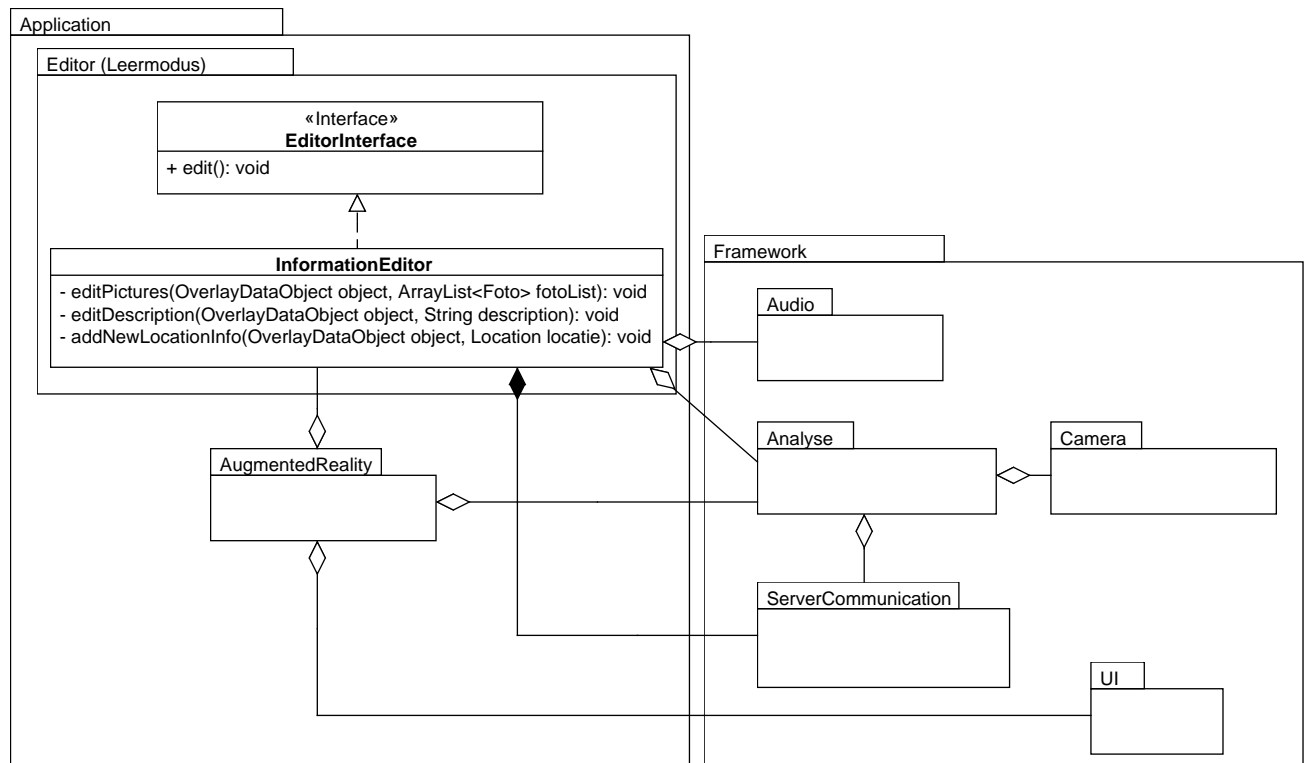 Application
Editor (Leermodus)
«Interface»
EditorInterface
+ edit(): void
InformationEditor
- editPictures(OverlayDataObject object, ArrayList<Foto> fotoList): void
- editDescription(OverlayDataObject object, String description): void
- addNewLocationInfo(OverlayDataObject object, Location locatie): void
Framework
Audio
AugmentedReality
Analyse
Camera
ServerCommunication
UI